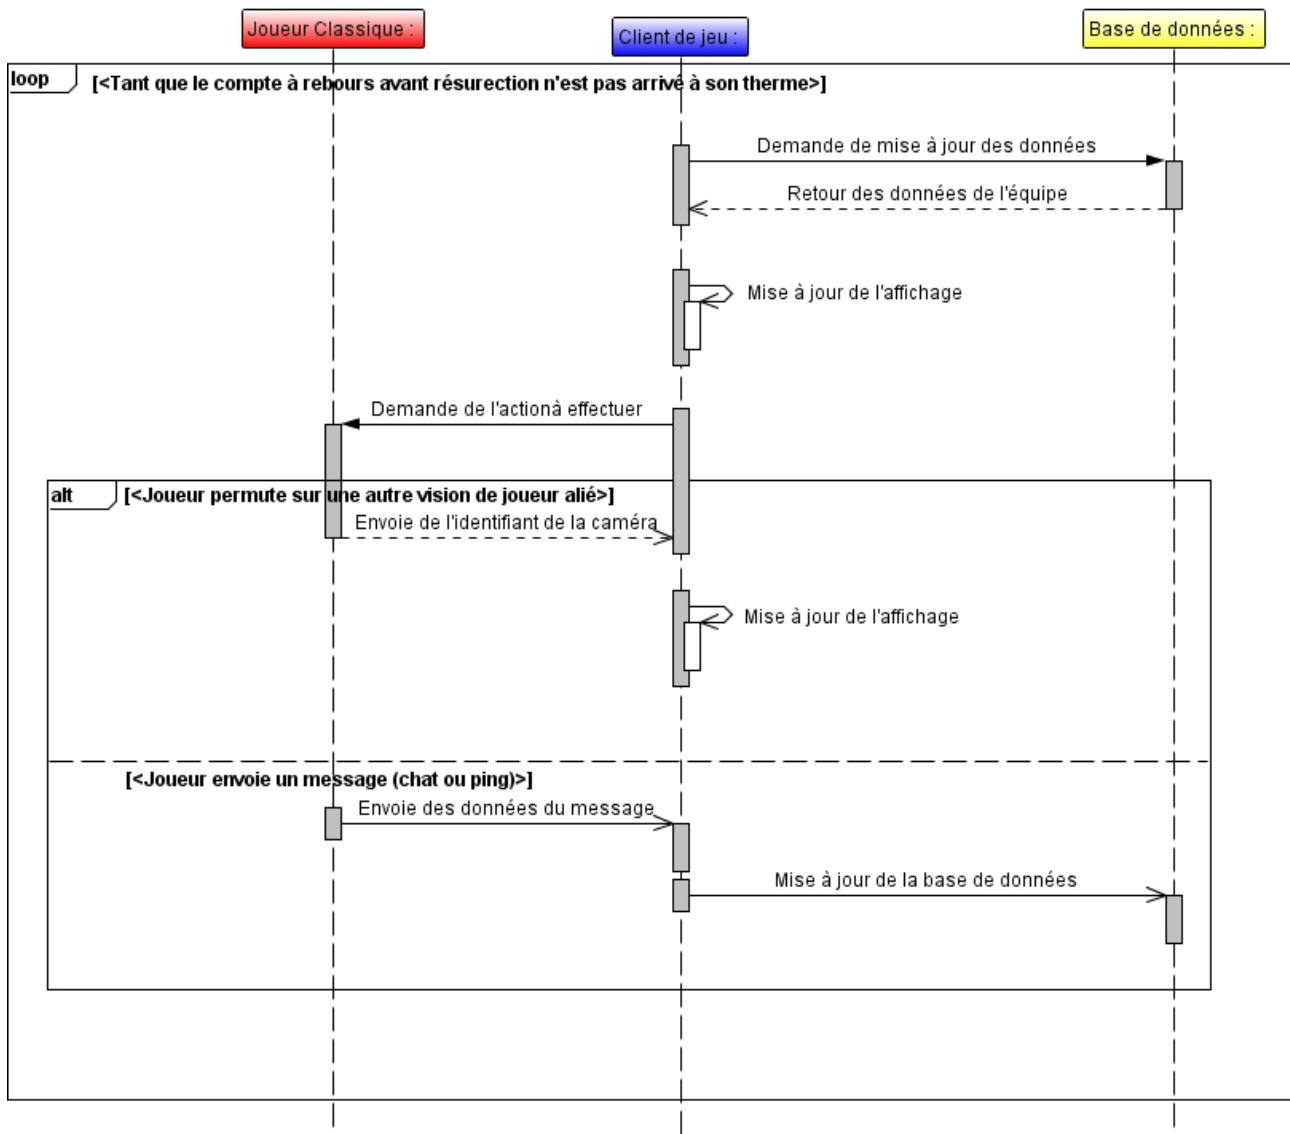 Joueur Classique :
Client de jeu :
Base de données :
loop
[<Tant que le compte à rebours avant résurection n'est pas arrivé à son therme>]
Demande de mise à jour des données
Retour des données de l'équipe
Mise à jour de l'affichage
Demande de l'actionà effectuer
alt
[<Joueur permute sur une autre vision de joueur alié>]
Envoie de l'identifiant de la caméra
Mise à jour de l'affichage
[<Joueur envoie un message (chat ou ping)>]
Envoie des données du message
Mise à jour de la base de données